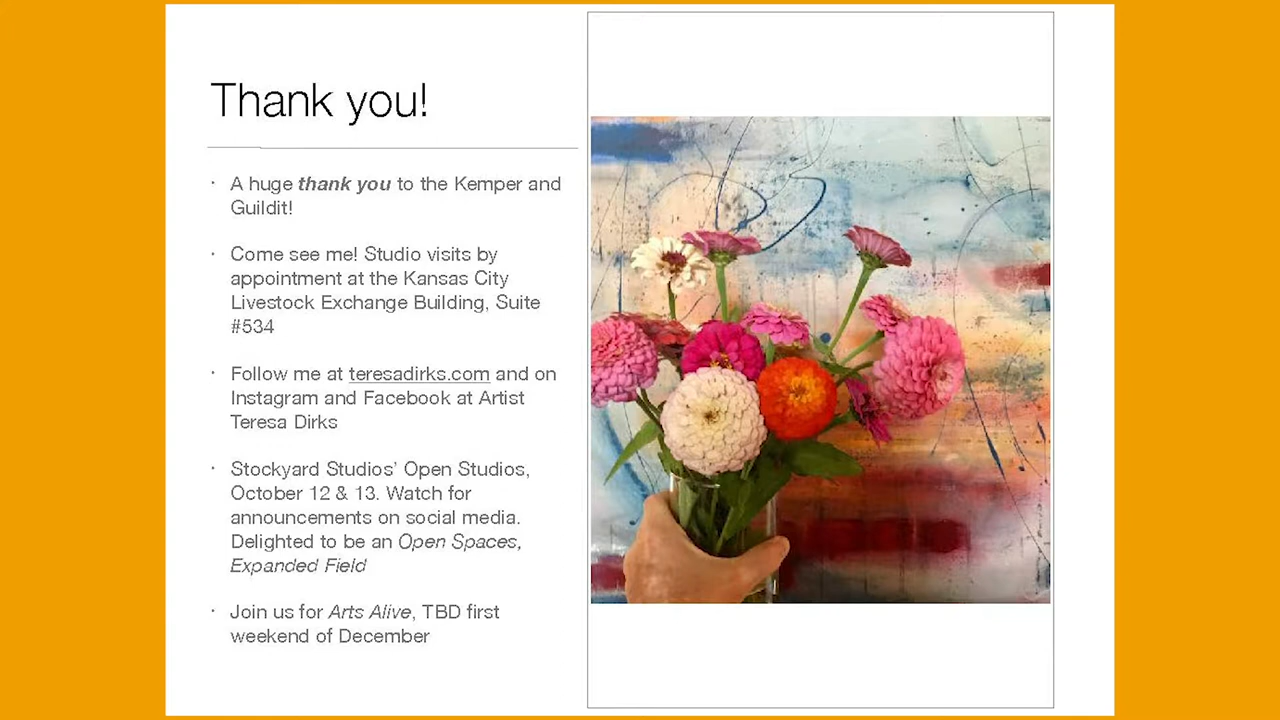 Thank you!
· A huge thank you to the Kemper and
Guildit!
· Come see me! Studio visits by
appointment at the Kansas City
Livestock Exchange Building, Suite
#534
· Follow me at teresadirks.com and on
Instagram and Facebook at Artist
Teresa Dirks
· Stockyard Studios’ Open Studios,
October 12 & 13. Watch for
announcements on social media.
Delighted to be an Open Spaces,
Expanded Field
· Join us for Arts Alive, TBD first
weekend of December